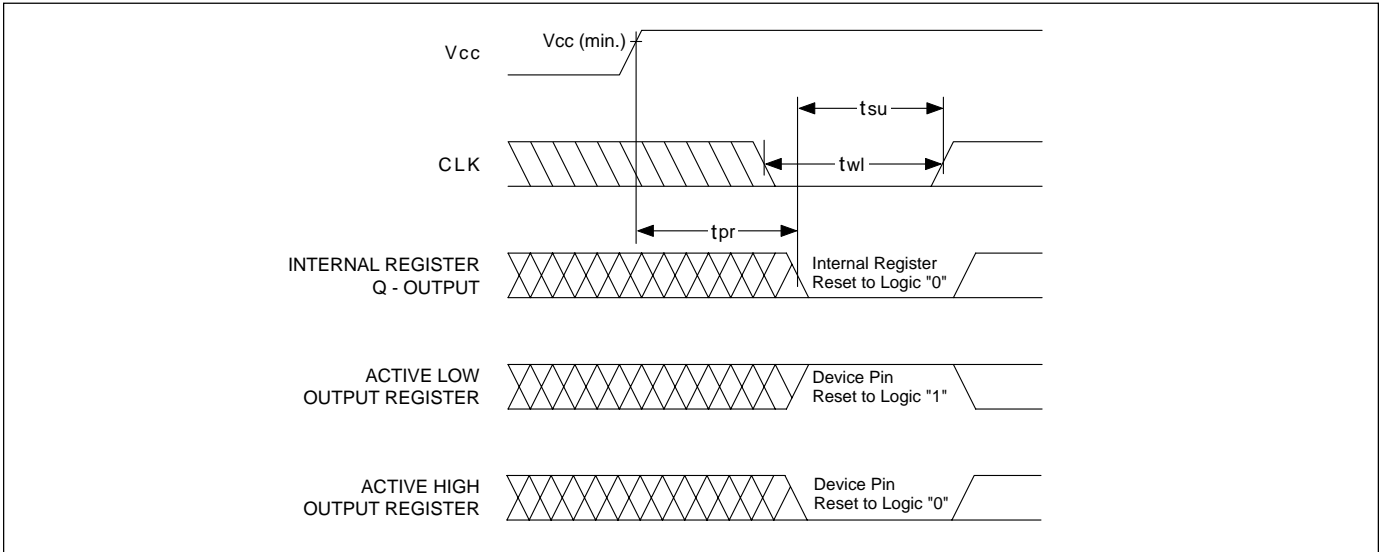 Vcc
Vcc (min.)
tsu
CLK
twl
tpr
INTERNAL REGISTER
Q - OUTPUT
Internal Register
Reset to Logic "0"
ACTIVE LOW
OUTPUT REGISTER
Device Pin
Reset to Logic "1"
ACTIVE HIGH
OUTPUT REGISTER
Device Pin
Reset to Logic "0"